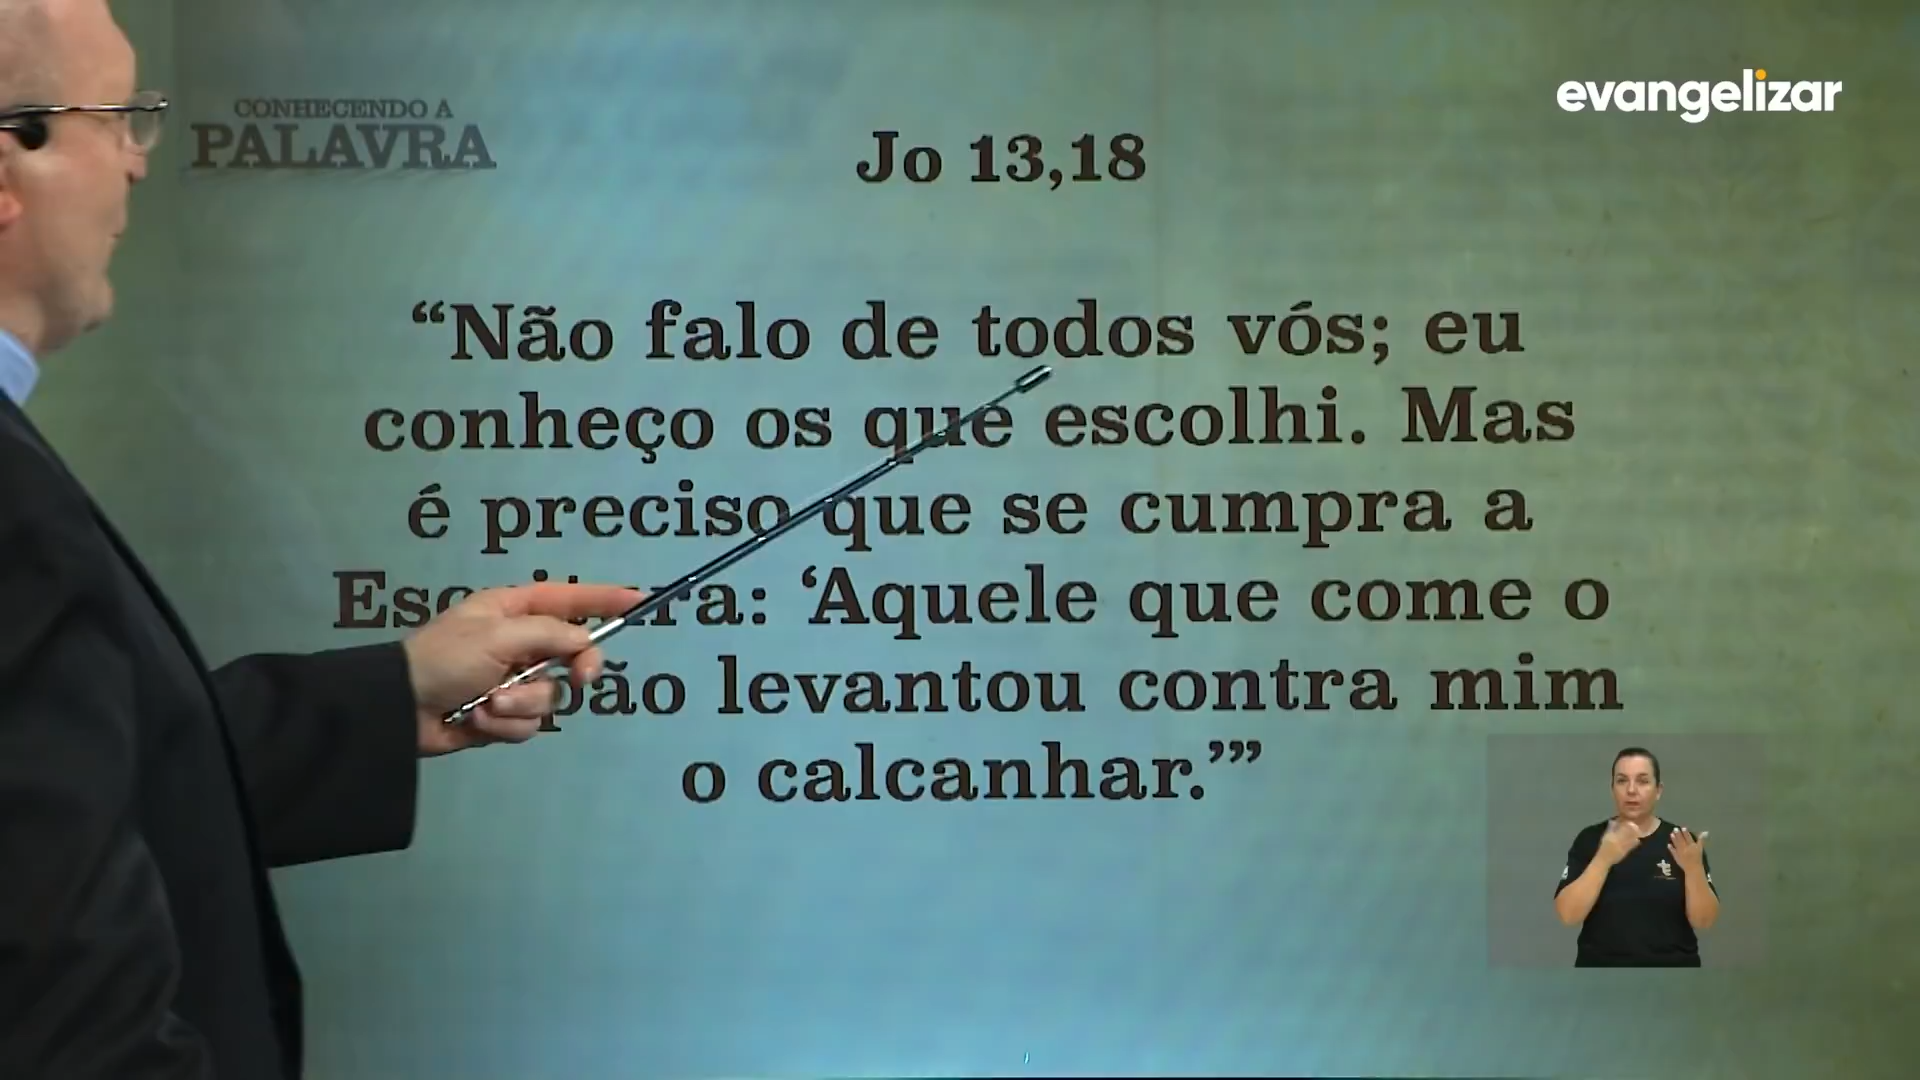 CONHECENDO A
PALAVRA
evangelizar
Jo 13,18
“Não falo de todos vós; eu
conheço os que escolhi. Mas
é preciso que se cumpra a
Escritura: ‘Aquele que come o
pão levantou contra mim
o calcanhar.’”